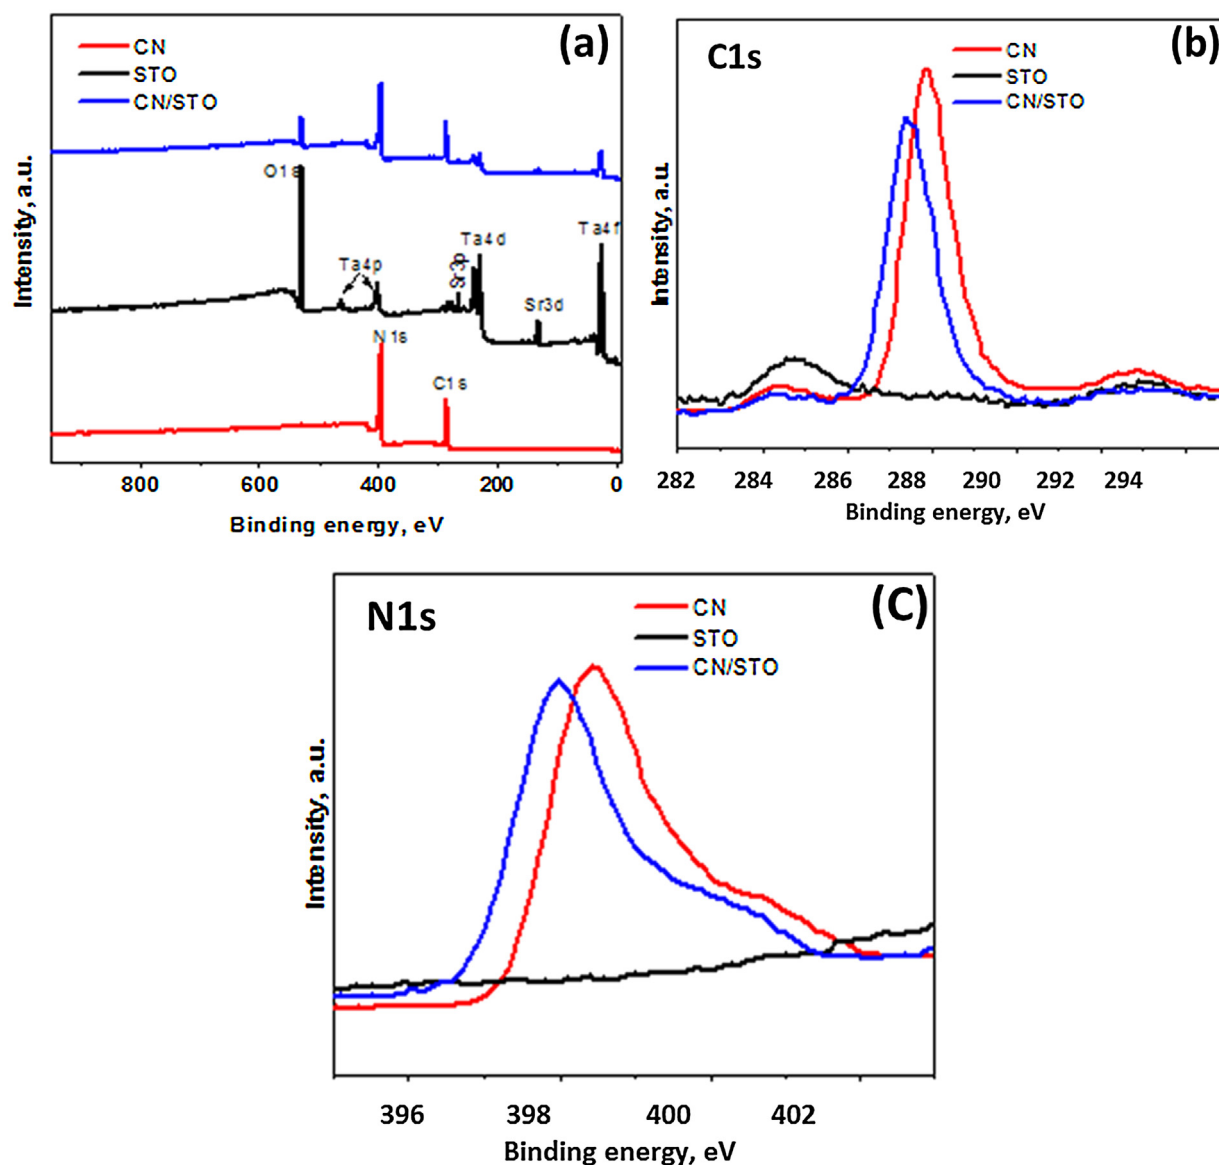 (a)
CN
STO
CN/STO
O1s
Ta4p
Sr3p
Ta4d
Sr3d
Ta4f
N1s
C1s
Intensity, a.u.
800 600 400 200 0
Binding energy, eV
C1s
(b)
CN
STO
CN/STO
Intensity, a.u.
282 284 286 288 290 292 294
Binding energy, eV
N1s
(C)
CN
STO
CN/STO
Intensity, a.u.
396 398 400 402
Binding energy, eV